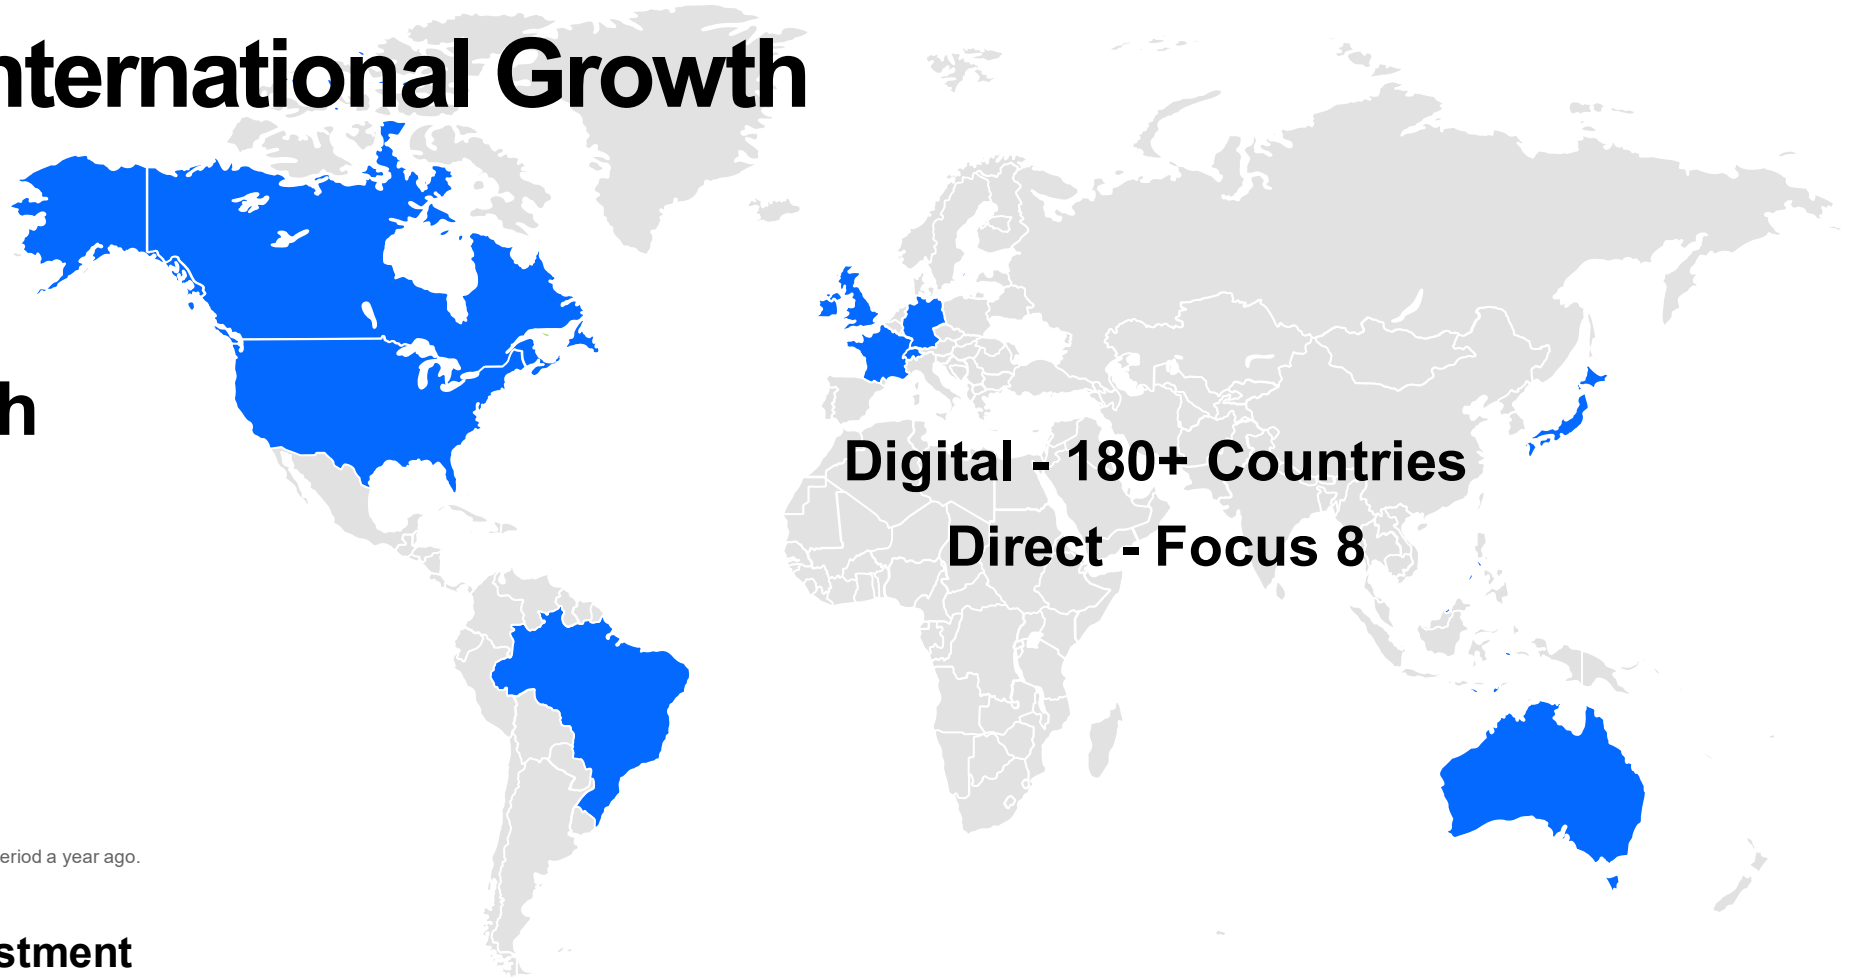 nternational Growth
h
Digital - 180+ Countries
Direct - Focus 8
eriod a year ago.
stment